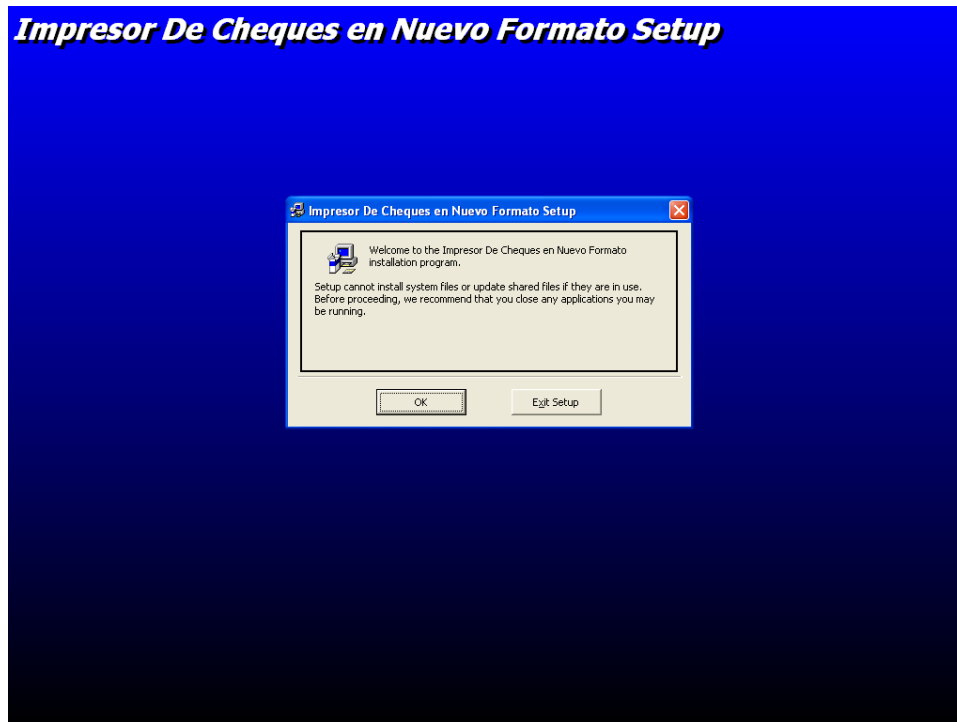 Impresor De Cheques en Nuevo Formato Setup
Impresor De Cheques en Nuevo Formato Setup
Welcome to the Impresor De Cheques en Nuevo Formato
installation program.
Setup cannot install system files or update shared files if they are in use.
Before proceeding, we recommend that you close any applications you may
be running.
OK
Exit Setup